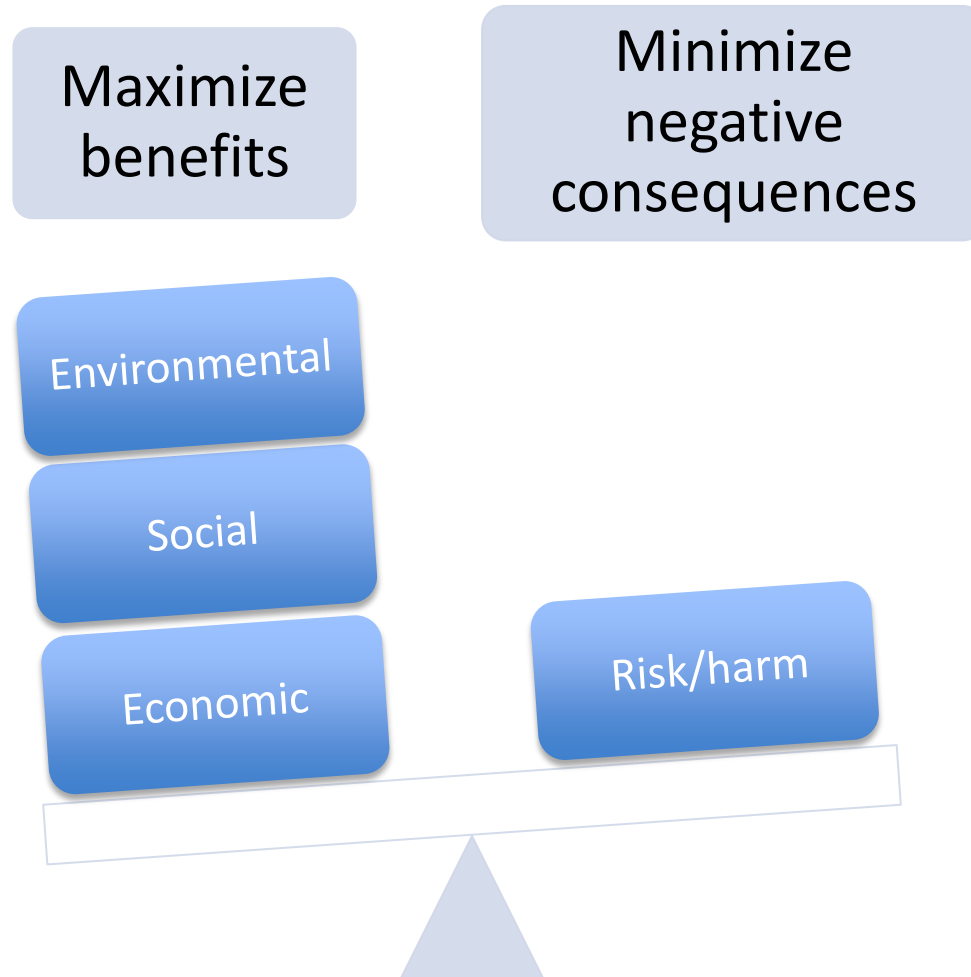 Maximize
benefits
Minimize
negative
consequences
Environmental
Social
Economic
Risk/harm